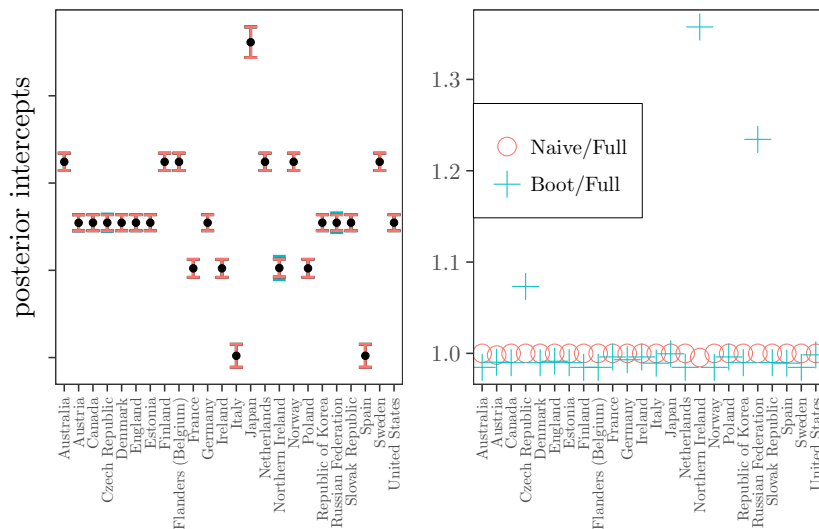 posterior intercepts
Australia
Austria
Canada
Czech Republic
Denmark
England
Estonia
Finland
Flanders (Belgium)
France
Germany
Ireland
Italy
Japan
Netherlands
Northern Ireland
Norway
Poland
Republic of Korea
Russian Federation
Slovak Republic
Spain
Sweden
United States
1.3
1.2
1.1
1.0
Naive/Full
Boot/Full
Australia
Austria
Canada
Czech Republic
Denmark
England
Estonia
Finland
Flanders (Belgium)
France
Germany
Ireland
Italy
Japan
Netherlands
Northern Ireland
Norway
Poland
Republic of Korea
Russian Federation
Slovak Republic
Spain
Sweden
United States